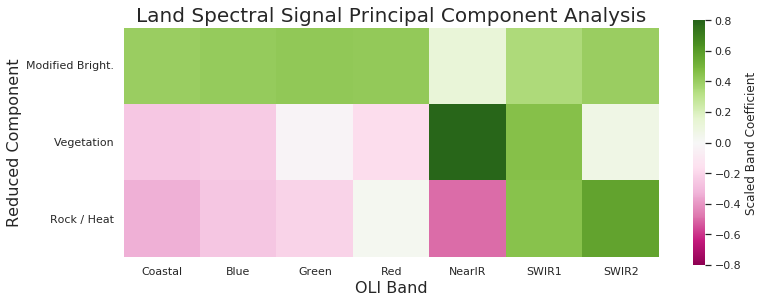 Land Spectral Signal Principal Component Analysis
Reduced Component
Modified Bright.
Vegetation
Rock / Heat
Coastal Blue Green Red NearIR SWIR1 SWIR2
OLI Band
0.8
0.6
0.4
0.2
0.0
−0.2
−0.4
−0.6
−0.8
Scaled Band Coefficient